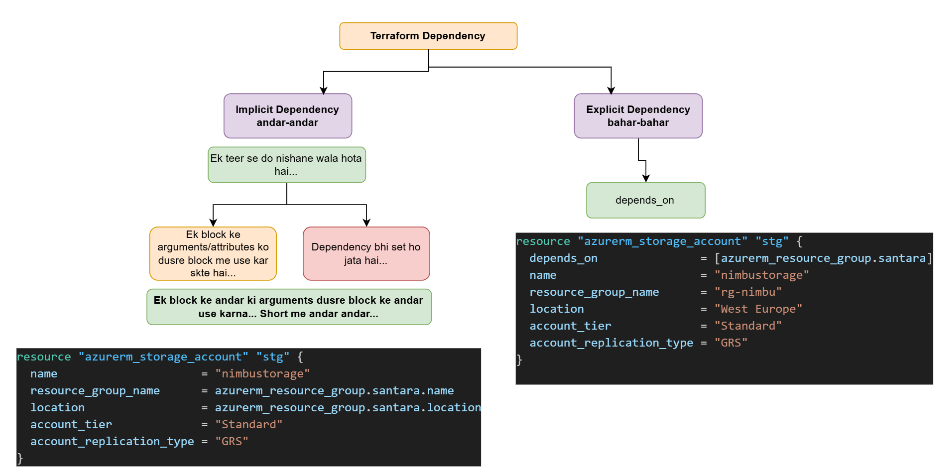 Terraform Dependency
Implicit Dependency
andar-andar
Explicit Dependency
bahar-bahar
Ek teer se do nishane wala hota
hai...
depends_on
Ek block ke
arguments/attributes ko
dusre block me use kar
skte hai...
Dependency bhi set ho
jata hai...
Ek block ke andar ki arguments dusre block ke andar
use karna... Short me andar andar...
resource "azurerm_storage_account" "stg" {
depends_on = [azurerm_resource_group.santara]
name = "nimbustorage"
resource_group_name = "rg-nimbu"
location = "West Europe"
account_tier = "Standard"
account_replication_type = "GRS"
}
resource "azurerm_storage_account" "stg" {
name = "nimbustorage"
resource_group_name = azurerm_resource_group.santara.name
location = azurerm_resource_group.santara.location
account_tier = "Standard"
account_replication_type = "GRS"
}